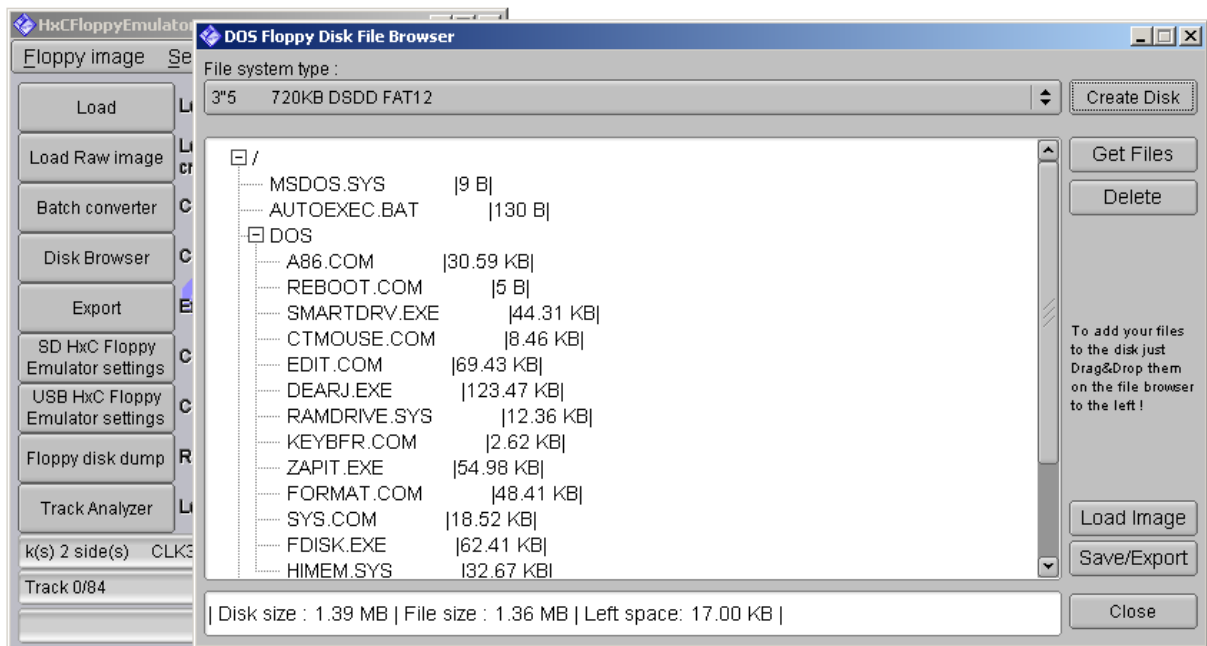 HxCFloppyEmulator
Floppy image Se
Load
Load Raw image
Batch converter
Disk Browser
Export
SD HxC Floppy
Emulator settings
USB HxC Floppy
Emulator settings
Floppy disk dump
Track Analyzer
k(s) 2 side(s) CLK3
Track 0/84
DOS Floppy Disk File Browser
File system type :
3"5 720KB DSDD FAT12
Create Disk
/
MSDOS.SYS |9 B|
AUTOEXEC.BAT |130 B|
DOS
A86.COM |30.59 KB|
REBOOT.COM |5 B|
SMARTDRV.EXE |44.31 KB|
CTMOUSE.COM |8.46 KB|
EDIT.COM |69.43 KB|
DEARJ.EXE |123.47 KB|
RAMDRIVE.SYS |12.36 KB|
KEYBFR.COM |2.62 KB|
ZAPIT.EXE |54.98 KB|
FORMAT.COM |48.41 KB|
SYS.COM |18.52 KB|
FDISK.EXE |62.41 KB|
HIMEM.SYS |32.67 KB|
Get Files
Delete
To add your files
to the disk just
Drag&Drop them
on the file browser
to the left !
Load Image
Save/Export
| Disk size : 1.39 MB | File size : 1.36 MB | Left space: 17.00 KB |
Close